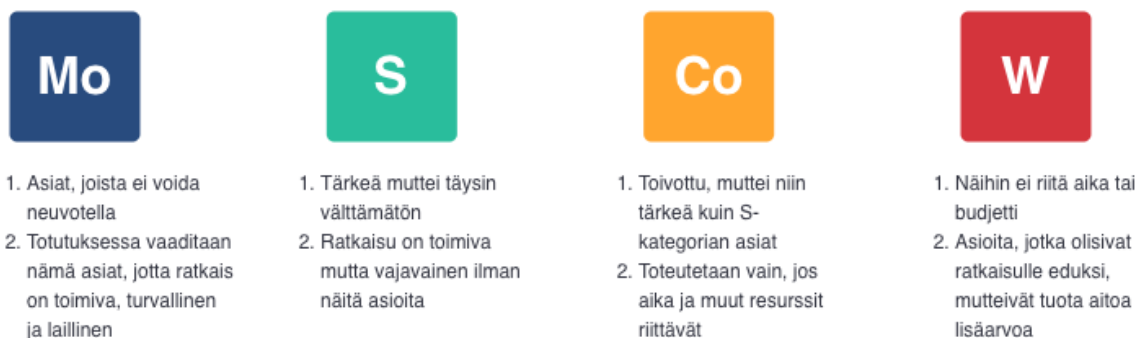 Mo
1. Asiat, joista ei voida
neuvotella
2. Totutuksessa vaaditaan
nämä asiat, jotta ratkais
on toimiva, turvallinen
ja laillinen
S
1. Tärkeä muttei täysin
välttämätön
2. Ratkaisu on toimiva
mutta vajavainen ilman
näitä asioita
Co
1. Toivottu, muttei niin
tärkeä kuin S-
kategorian asiat
2. Toteutetaan vain, jos
aika ja muut resurssit
riittävät
W
1. Näihin ei riitä aika tai
budjetti
2. Asioita, jotka olisivat
ratkaisulle eduksi,
mutteivät tuota aitoa
lisäarvoa